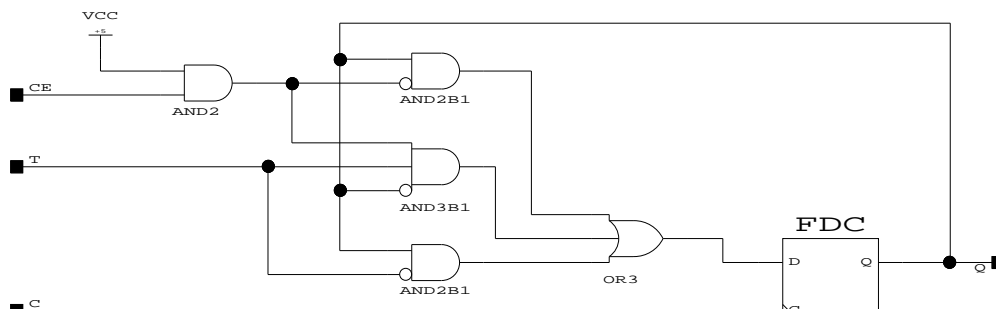 VCC
+5
CE
AND2
AND2B1
T
AND3B1
FDC
D
Q
Q
OR3
AND2B1
C